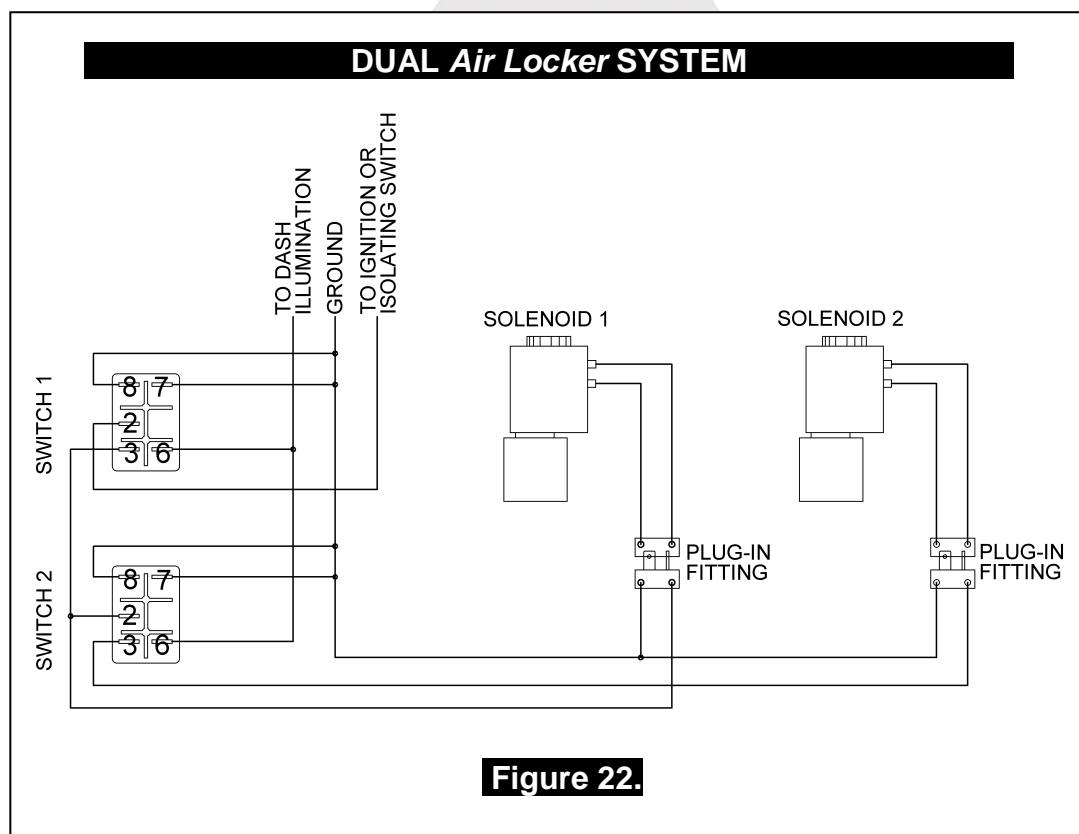 DUAL Air Locker SYSTEM
TO DASH
ILLUMINATION
GROUND
TO IGNITION OR
ISOLATING SWITCH
SOLENOID 1
SOLENOID 2
SWITCH 1
8 7
2
3 6
PLUG-IN
FITTING
PLUG-IN
FITTING
SWITCH 2
8 7
2
3 6
Figure 22.